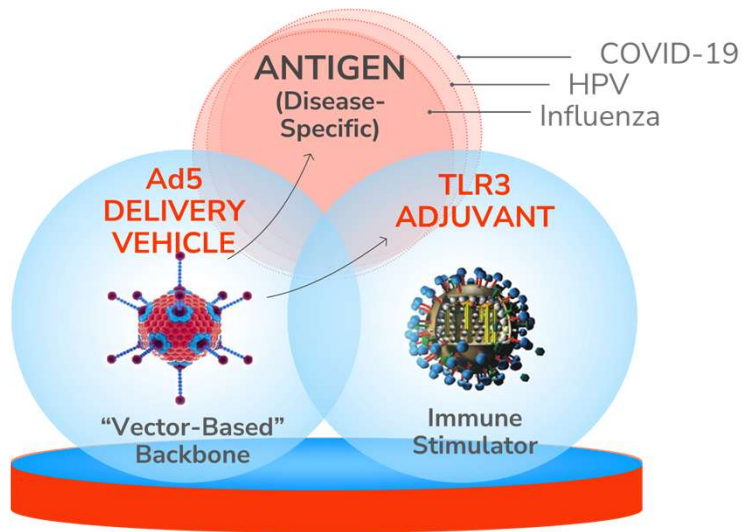 ANTIGEN
(Disease-
Specific)
COVID-19
HPV
Influenza
Ad5
DELIVERY
VEHICLE
TLR3
ADJUVANT
“Vector-Based”
Backbone
Immune
Stimulator